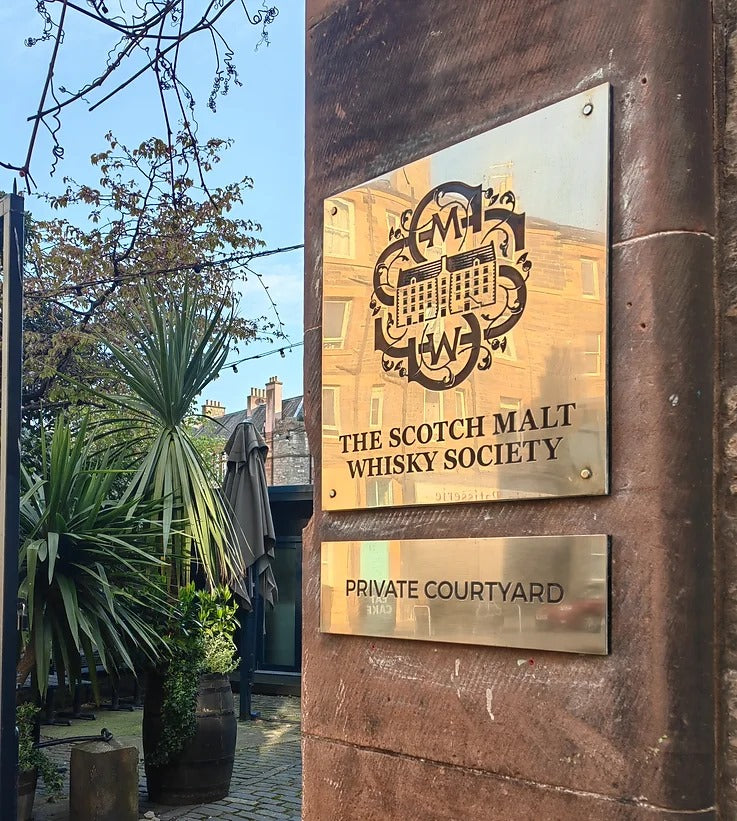 M
W
THE SCOTCH MALT
WHISKY SOCIETY
PRIVATE COURTYARD